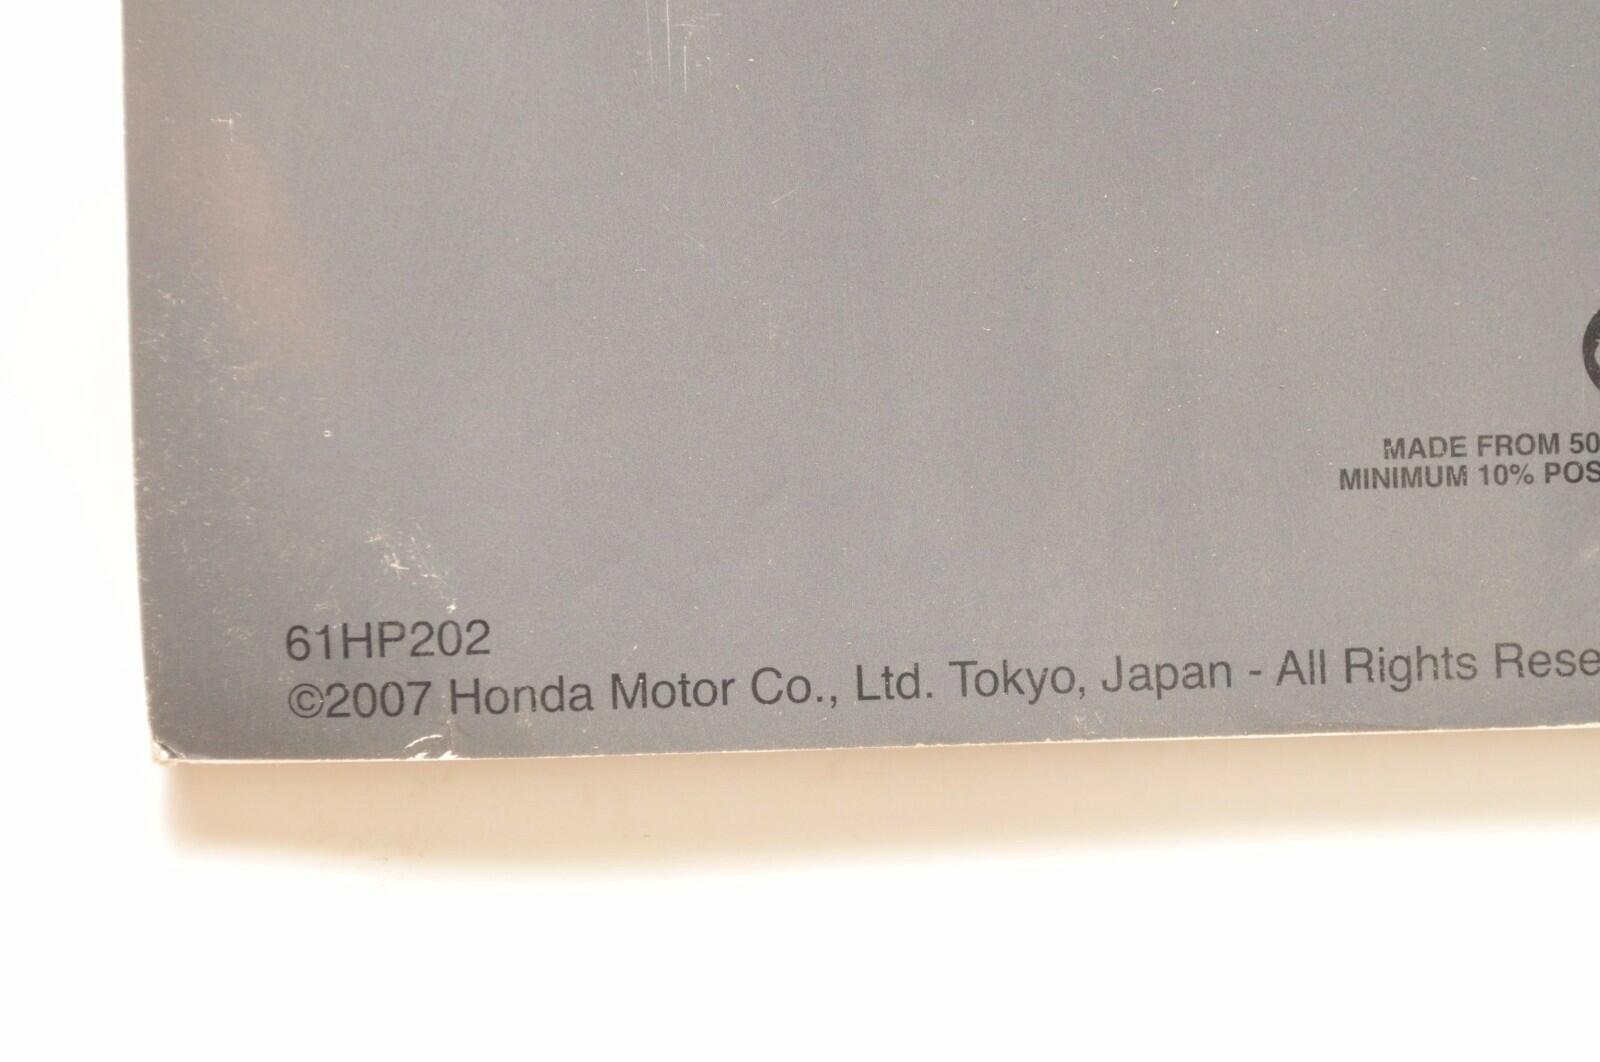 MADE FROM 50
MINIMUM 10% POS
61HP202
©2007 Honda Motor Co., Ltd. Tokyo, Japan - All Rights Rese